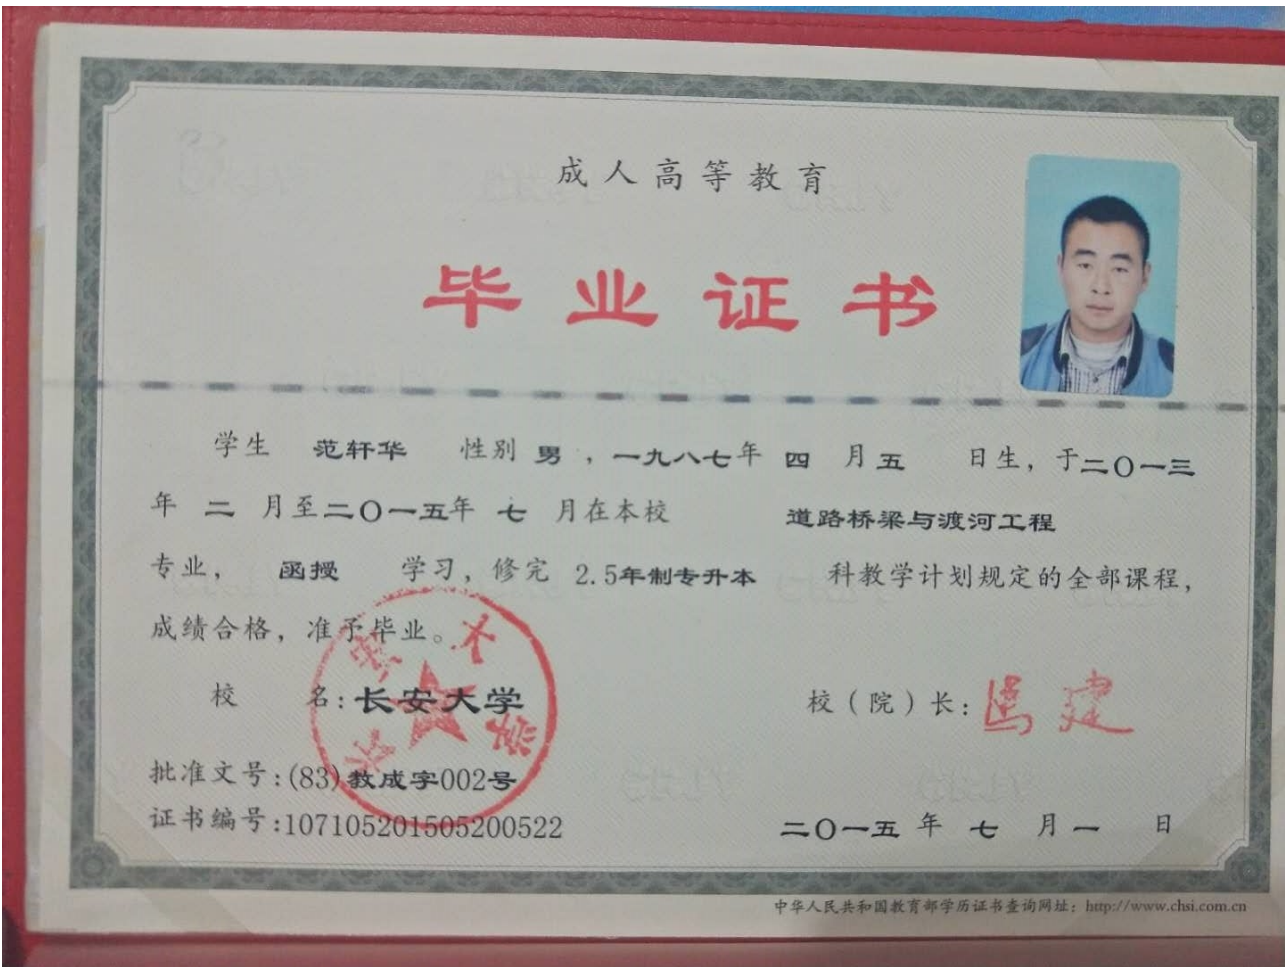 成人高等教育
毕业证书
学生 范轩华 性别 男 ，一九八七年 四 月 五 日生，于二〇一三
年 二 月至二〇一五年 七 月在本校 道路桥梁与渡河工程
专业， 函授 学习，修完 2.5年制专升本 科教学计划规定的全部课程，
成绩合格，准予毕业。
长安大学
校 名：长安大学 校（院）长：
批准文号：(83)教成字002号
证书编号：107105201505200522 二〇一五 年 七 月 一 日
中华人民共和国教育部学历证书查询网址：http://www.chsi.com.cn